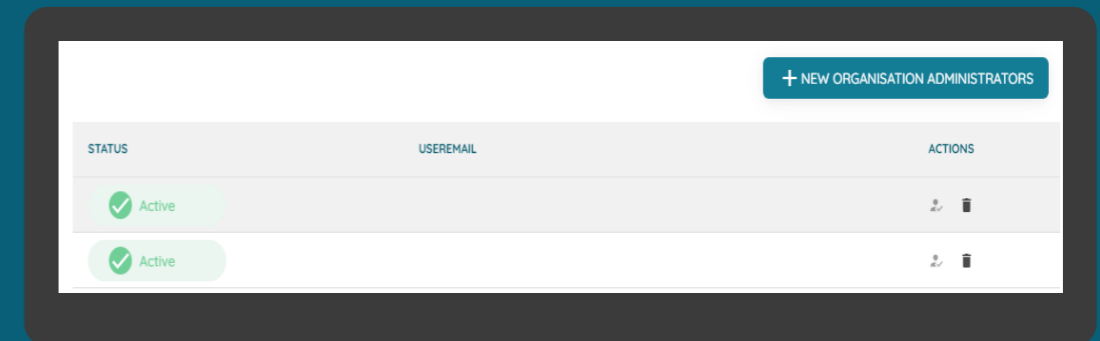 + NEW ORGANISATION ADMINISTRATORS
STATUS USEREMAIL ACTIONS
Active
Active